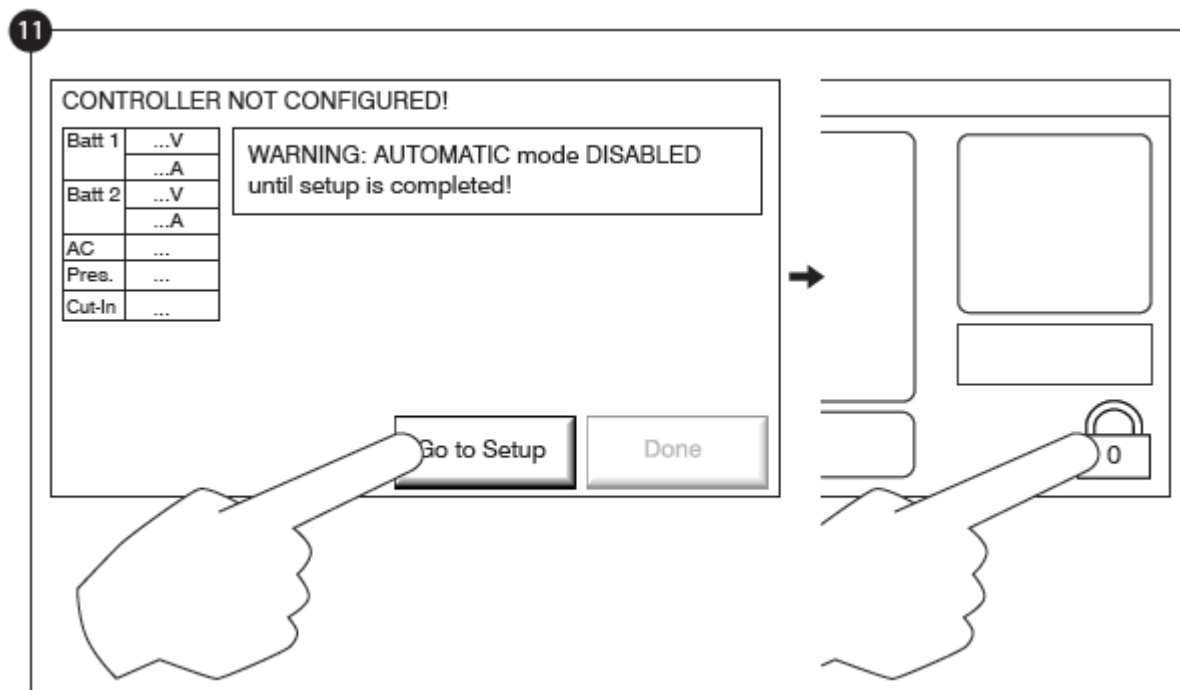 11
CONTROLLER NOT CONFIGURED!
Batt 1 ...V
...A
Batt 2 ...V
...A
AC ...
Pres. ...
Cut-In ...
WARNING: AUTOMATIC mode DISABLED
until setup is completed!
Go to Setup
Done
0